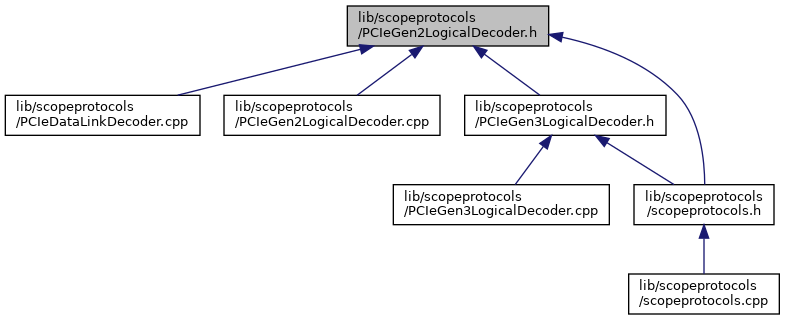 lib/scopeprotocols
/PCIeGen2LogicalDecoder.h
lib/scopeprotocols
/PCIeDataLinkDecoder.cpp
lib/scopeprotocols
/PCIeGen2LogicalDecoder.cpp
lib/scopeprotocols
/PCIeGen3LogicalDecoder.h
lib/scopeprotocols
/PCIeGen3LogicalDecoder.cpp
lib/scopeprotocols
/scopeprotocols.h
lib/scopeprotocols
/scopeprotocols.cpp